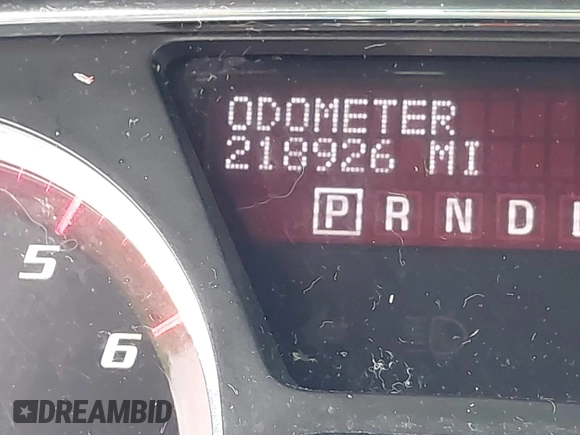 ODOMETER
218926 MI
P R N D
5
6
DREAMBID